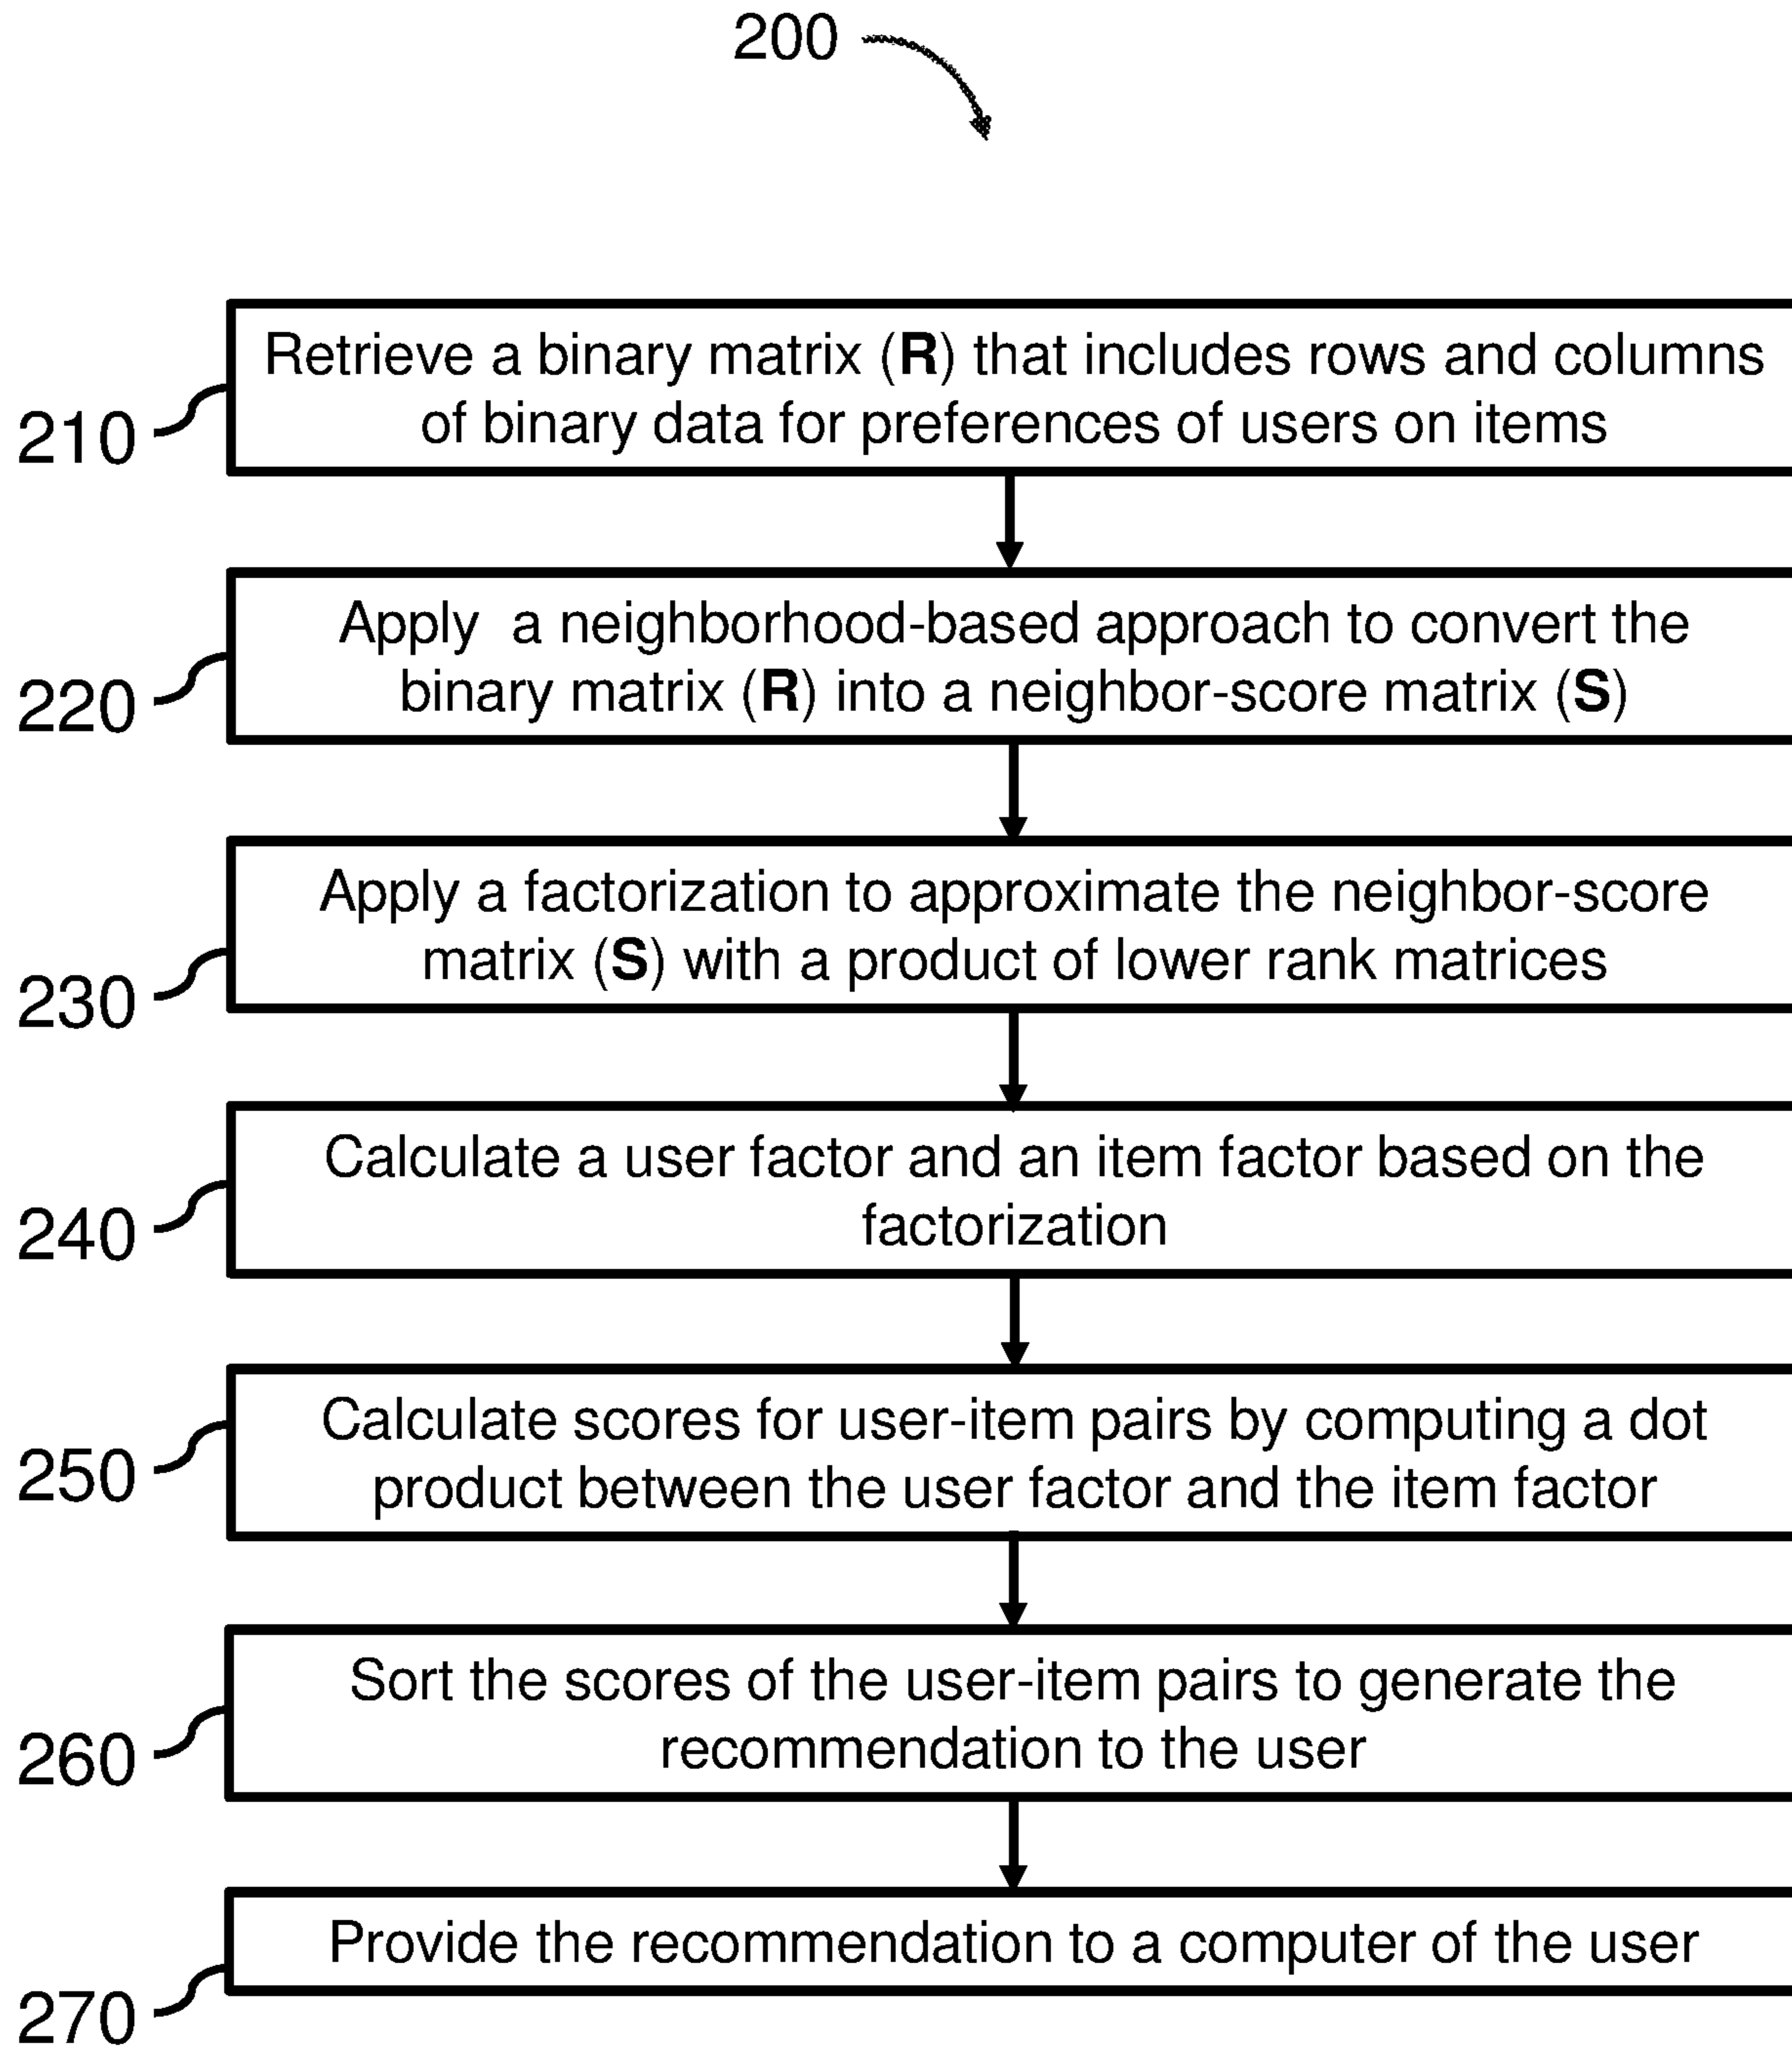 200
Retrieve a binary matrix (R) that includes rows and columns
of binary data for preferences of users on items
210
Apply a neighborhood-based approach to convert the
binary matrix (R) into a neighbor-score matrix (S)
220
Apply a factorization to approximate the neighbor-score
matrix (S) with a product of lower rank matrices
230
Calculate a user factor and an item factor based on the
factorization
240
Calculate scores for user-item pairs by computing a dot
product between the user factor and the item factor
250
Sort the scores of the user-item pairs to generate the
recommendation to the user
260
Provide the recommendation to a computer of the user
270